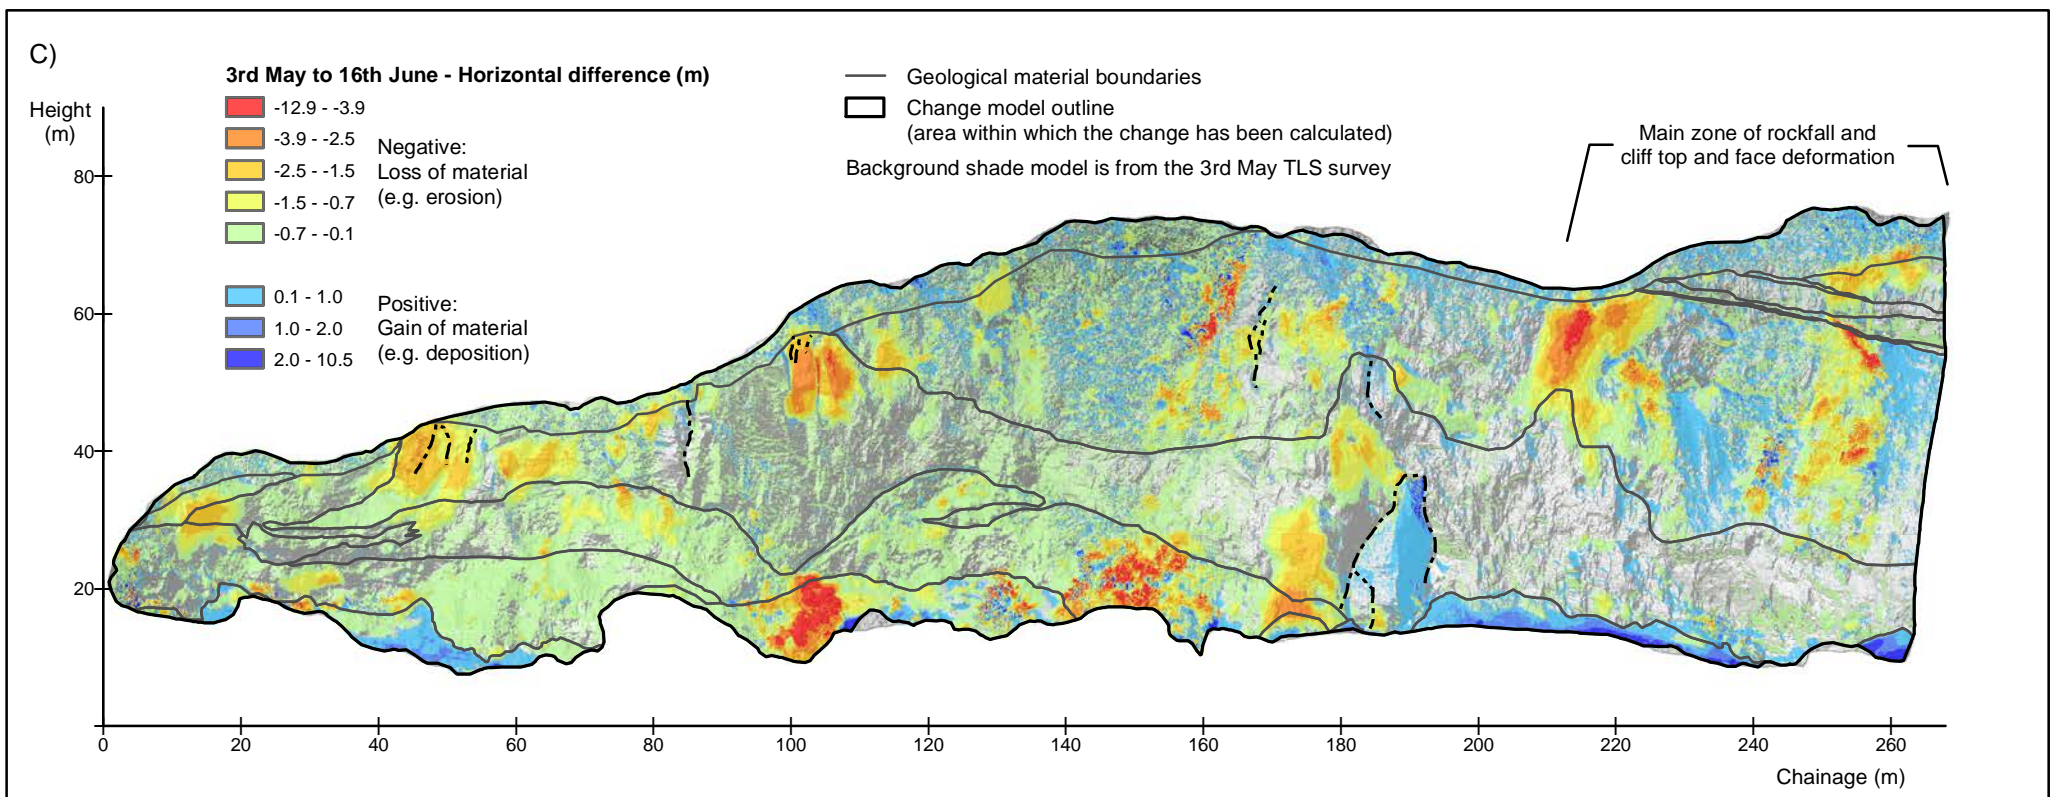 C)
3rd May to 16th June - Horizontal difference (m)
-12.9 - -3.9
-3.9 - -2.5
-2.5 - -1.5
-1.5 - -0.7
-0.7 - -0.1
Negative:
Loss of material
(e.g. erosion)
0.1 - 1.0
1.0 - 2.0
2.0 - 10.5
Positive:
Gain of material
(e.g. deposition)
Geological material boundaries
Change model outline
(area within which the change has been calculated)
Background shade model is from the 3rd May TLS survey
Main zone of rockfall and
cliff top and face deformation
Height
(m)
80
60
40
20
0
20
40
60
80
100
120
140
160
180
200
220
240
260
Chainage (m)